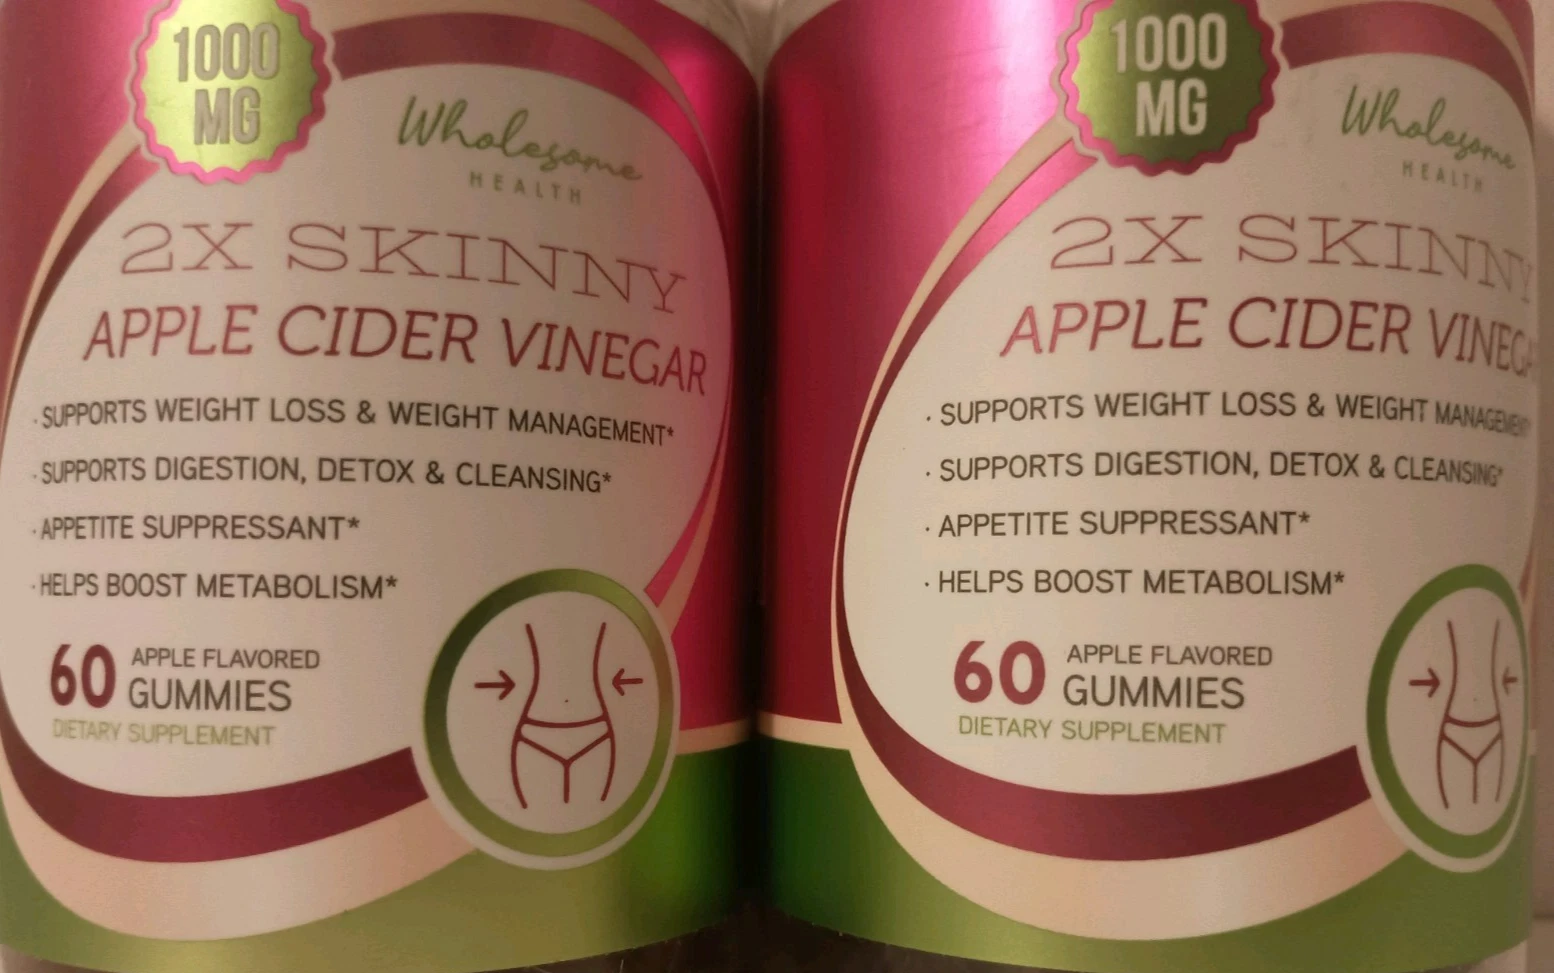 1000
MG
Wholesome
HEALTH
2X SKINNY
APPLE CIDER VINEGAR
· SUPPORTS WEIGHT LOSS & WEIGHT MANAGEMENT*
· SUPPORTS DIGESTION, DETOX & CLEANSING*
· APPETITE SUPPRESSANT*
· HELPS BOOST METABOLISM*
60 APPLE FLAVORED
GUMMIES
DIETARY SUPPLEMENT
1000
MG
Wholesome
HEALTH
2X SKINNY
APPLE CIDER VINEGA
· SUPPORTS WEIGHT LOSS & WEIGHT MANAGEMENT
· SUPPORTS DIGESTION, DETOX & CLEANSING*
· APPETITE SUPPRESSANT*
· HELPS BOOST METABOLISM*
60 APPLE FLAVORED
GUMMIES
DIETARY SUPPLEMENT